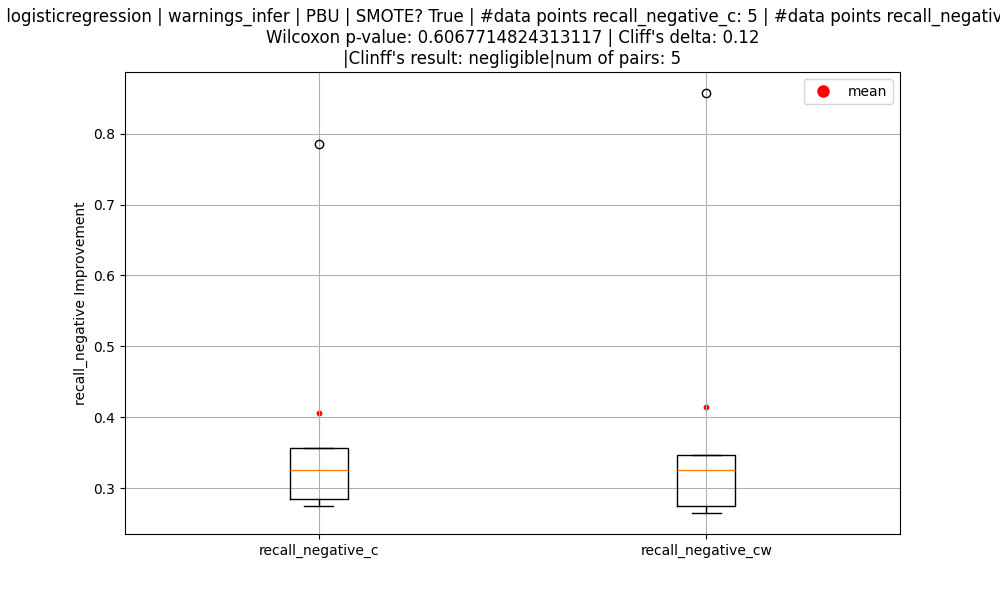 logisticregression | warnings_infer | PBU | SMOTE? True | #data points recall_negative_c: 5 | #data points recall_negativ
Wilcoxon p-value: 0.6067714824313117 | Cliff's delta: 0.12
|Clinff's result: negligible|num of pairs: 5
mean
0.8
0.7
0.6
0.5
0.4
0.3
recall_negative Improvement
recall_negative_c
recall_negative_cw